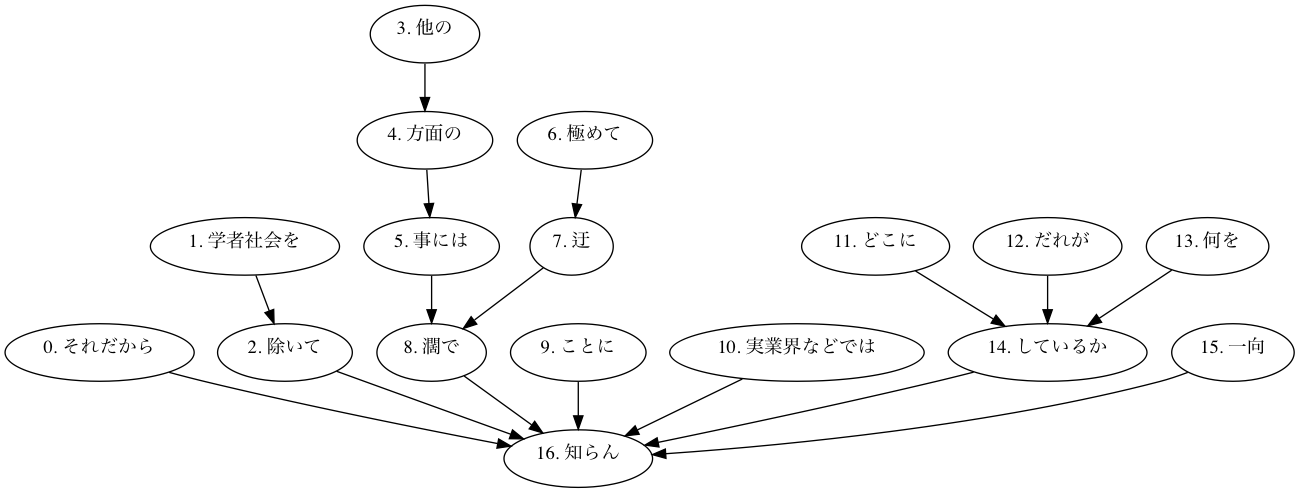 3. 他の
4. 方面の
6. 極めて
1. 学者社会を
5. 事には
7. 迂
11. どこに
12. だれが
13. 何を
0. それだから
2. 除いて
8. 濶で
9. ことに
10. 実業界などでは
14. しているか
15. 一向
16. 知らん